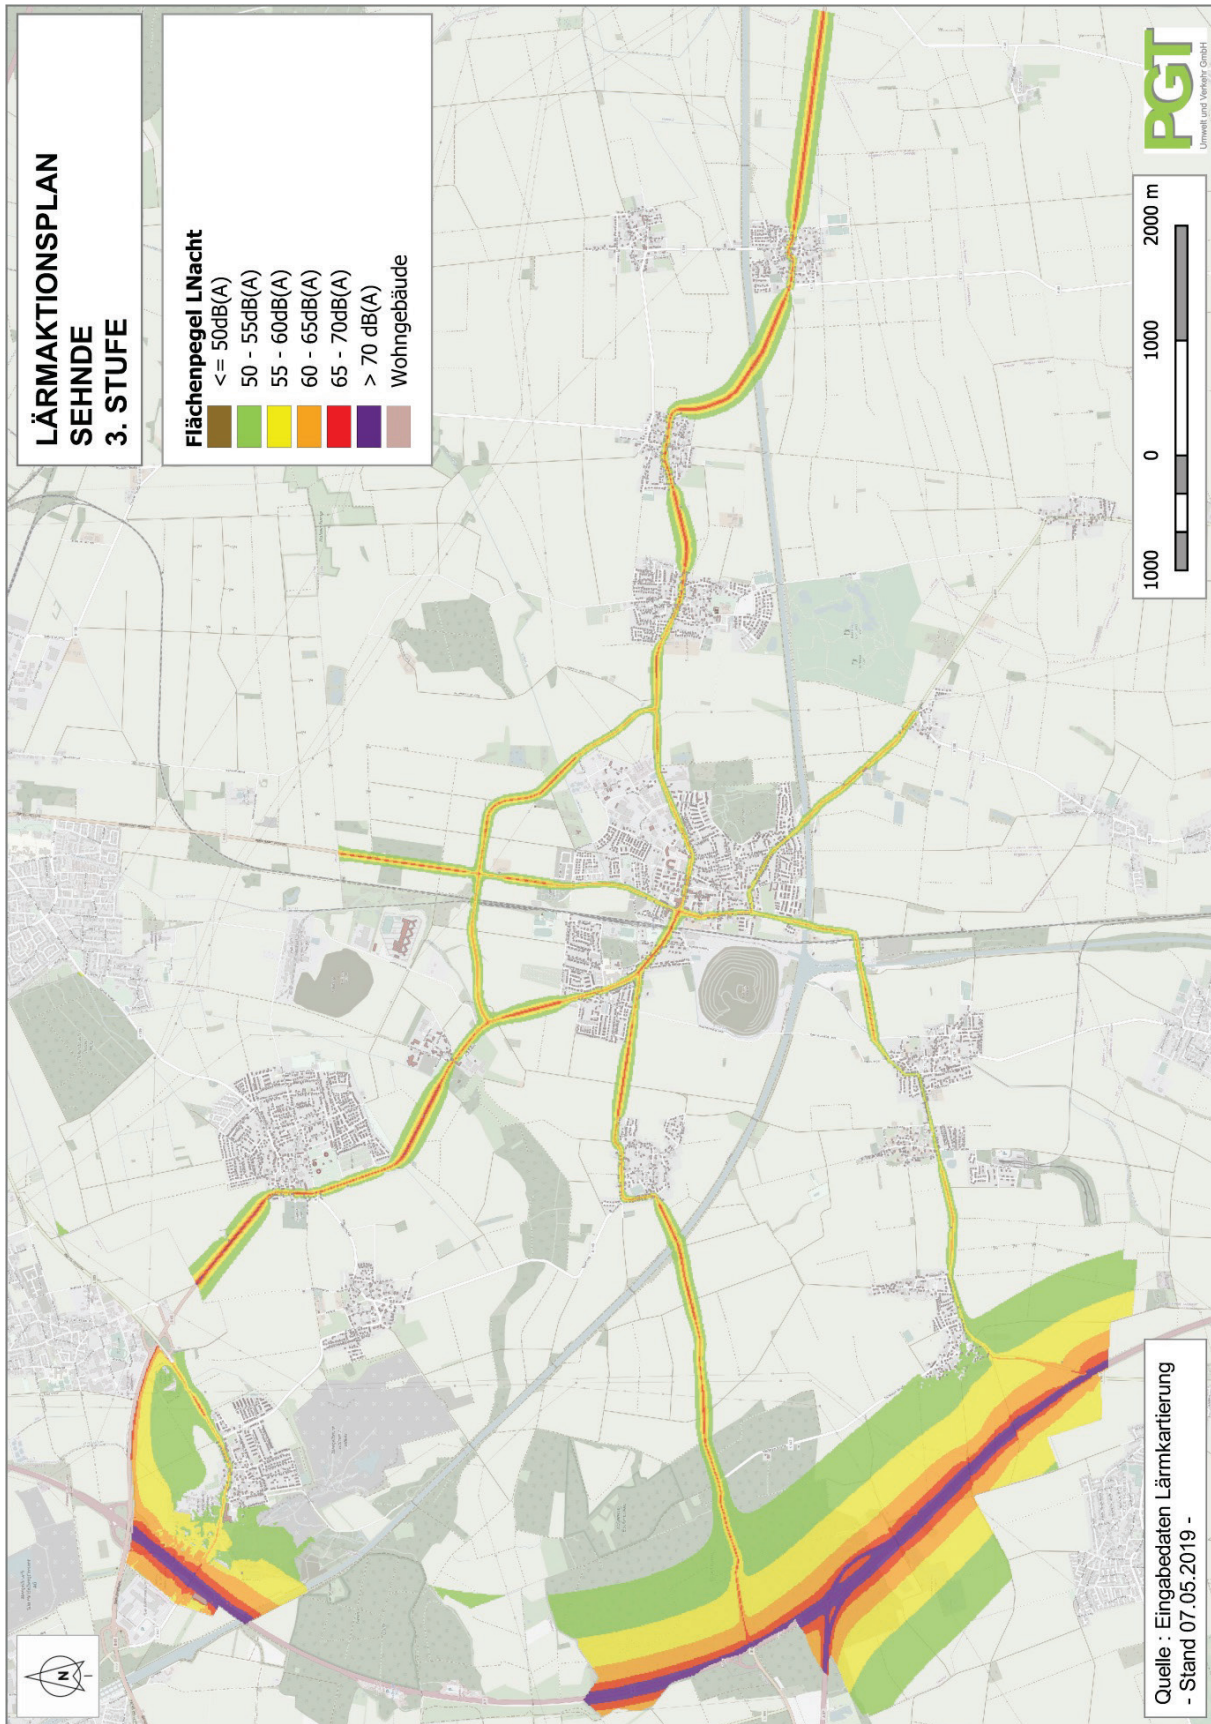 LÄRMAKTIONSPLAN
SEHNDE
3. STUFE
Flächenpegel LNacht
<= 50dB(A)
50 - 55dB(A)
55 - 60dB(A)
60 - 65dB(A)
65 - 70dB(A)
> 70 dB(A)
Wohngebäude
N
Quelle : Eingabedaten Lärmkartierung
- Stand 07.05.2019 -
1000
0
1000
2000 m
PGT
Umwelt und Verkehr GmbH